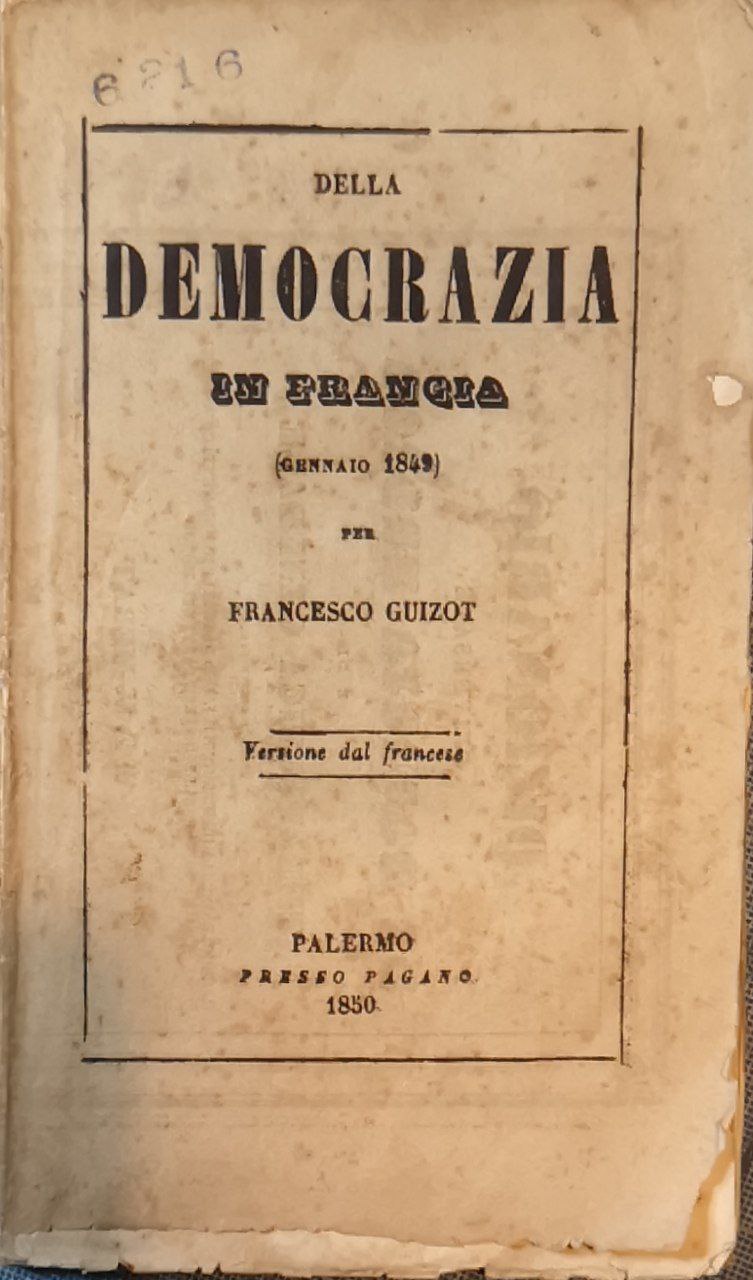 6216
DELLA
DEMOCRAZIA
IN FRANCIA
(GENNAIO 1849)
PER
FRANCESCO GUIZOT
Versione dal francese
PALERMO
PRESSO PAGANO.
1850.